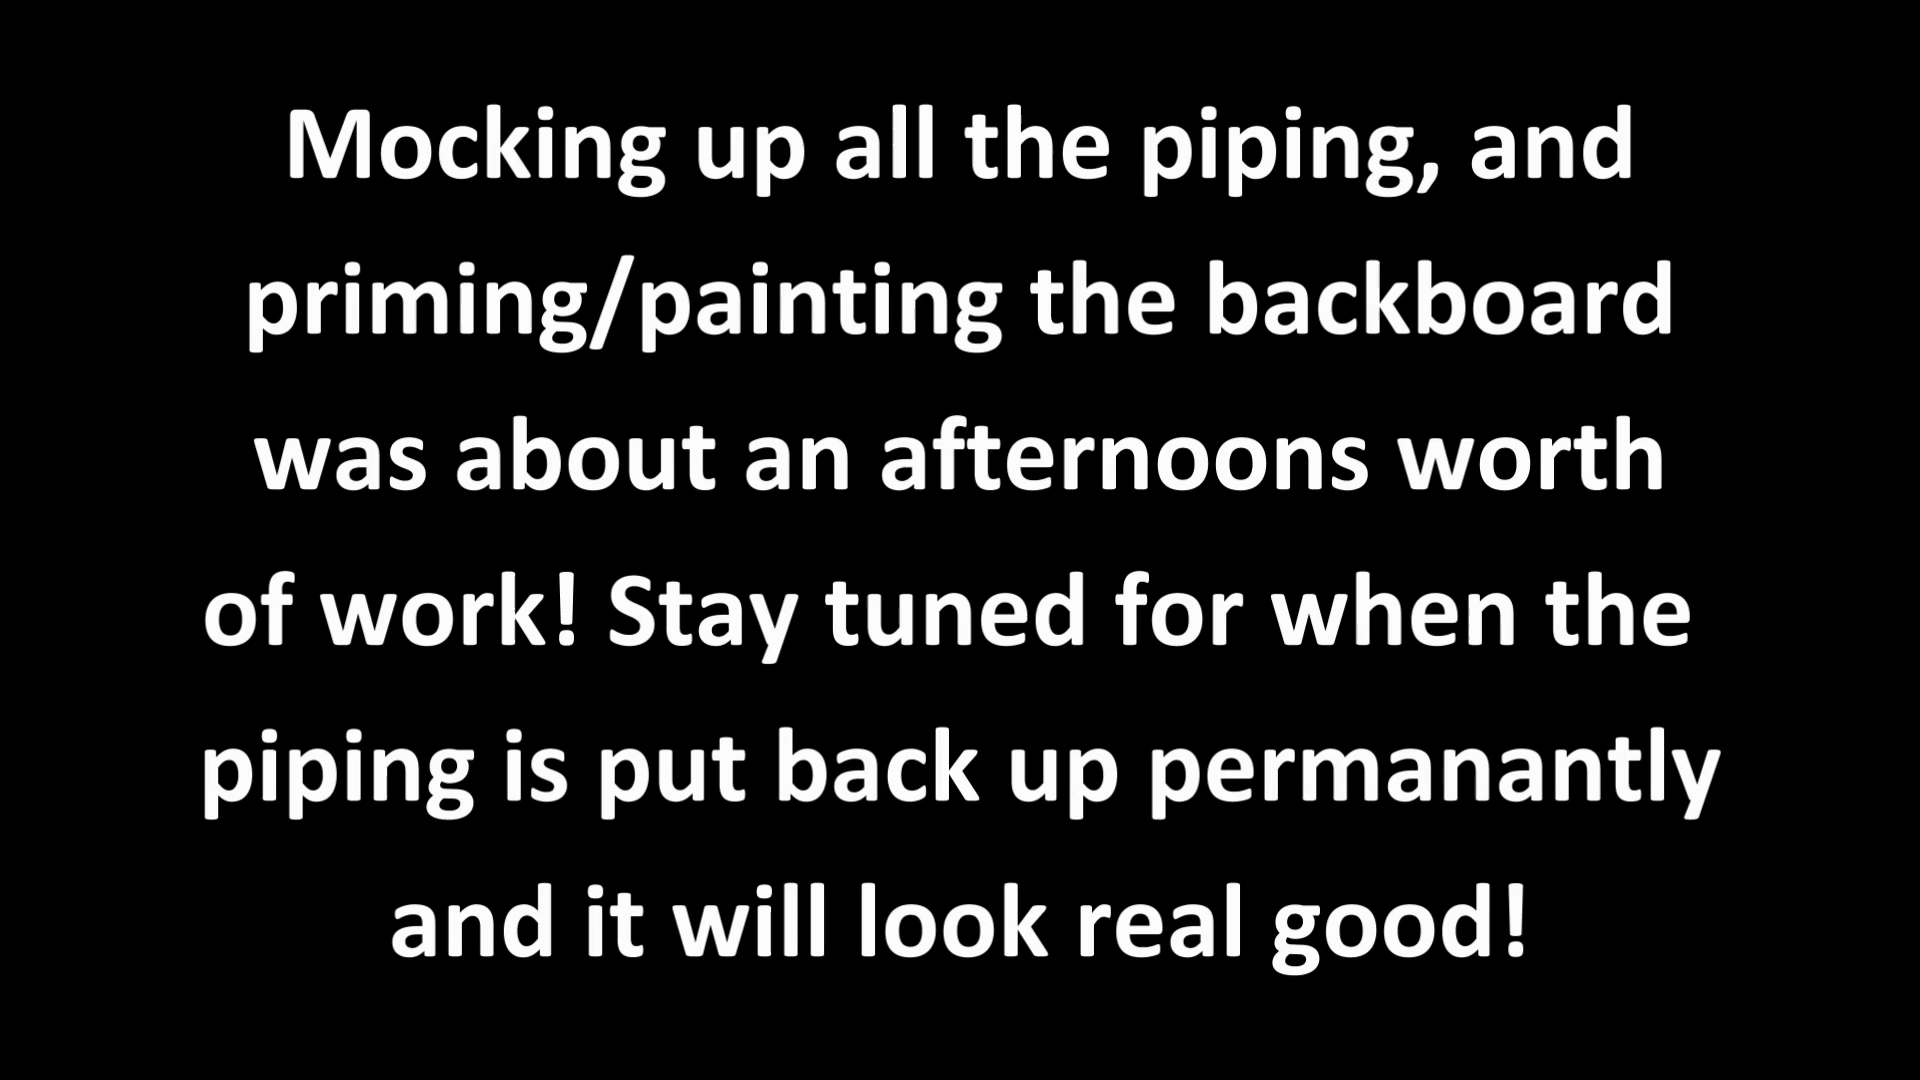 Mocking up all the piping, and
priming/painting the backboard
was about an afternoons worth
of work! Stay tuned for when the
piping is put back up permanantly
and it will look real good!